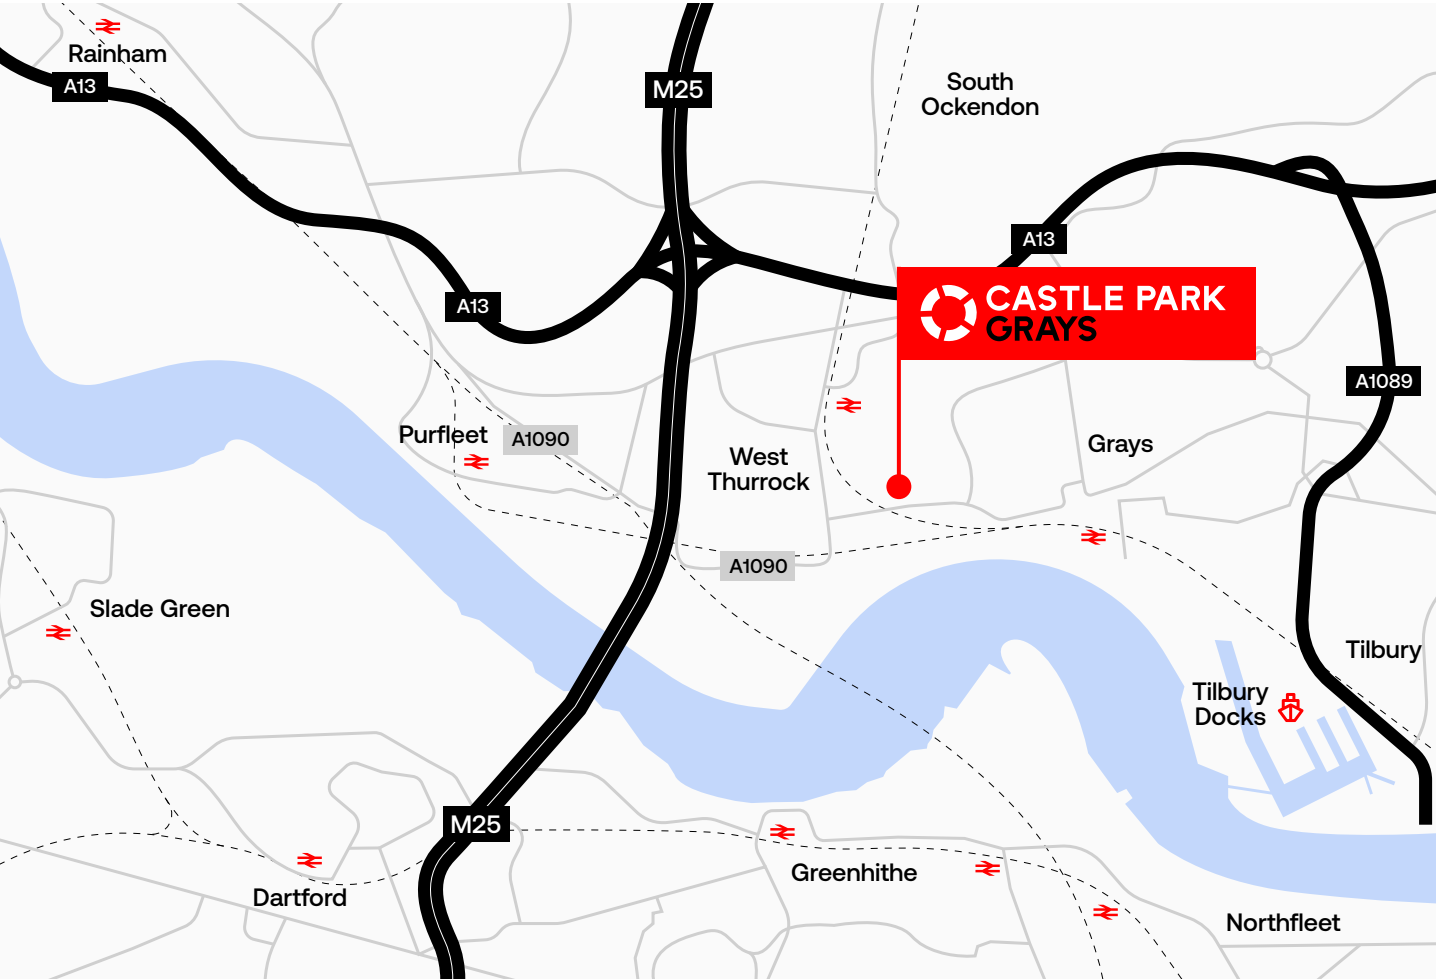 Rainham
A13
M25
South
Ockendon
A13
CASTLE PARK
GRAYS
A13
A1089
Purfleet
A1090
Grays
West
Thurrock
A1090
Slade Green
Tilbury
Tilbury
Docks
M25
Greenhithe
Dartford
Northfleet